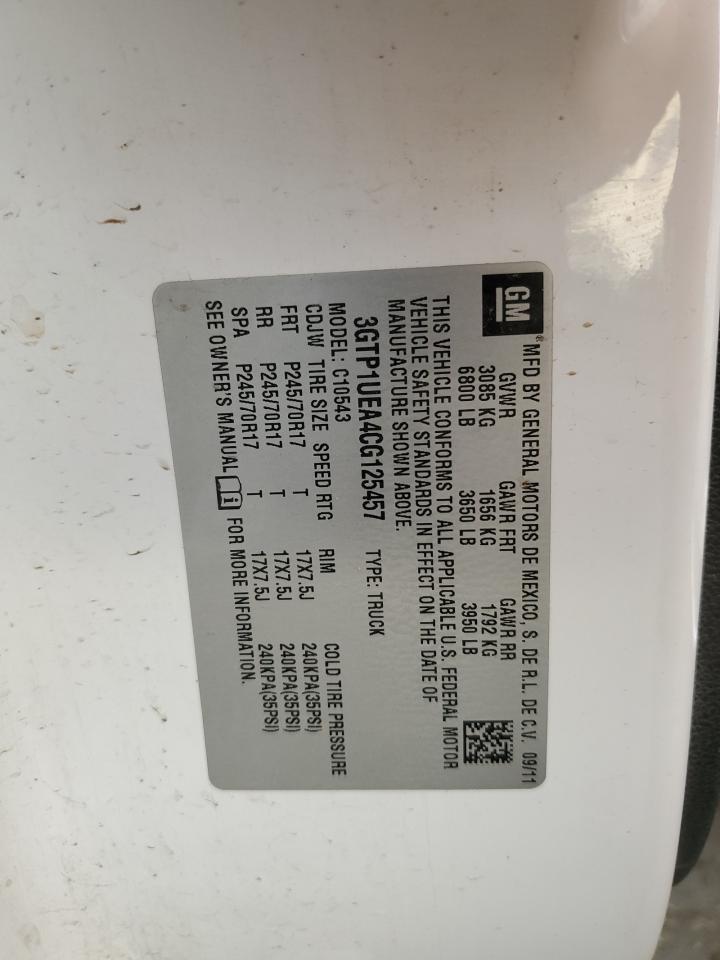 GM
® MFD BY GENERAL MOTORS DE MEXICO, S. DE R.L. DE C.V. 09/11
GVWR GAWR FRT GAWR RR
3085 KG 1656 KG 1792 KG
6800 LB 3650 LB 3950 LB
THIS VEHICLE CONFORMS TO ALL APPLICABLE U.S. FEDERAL MOTOR
VEHICLE SAFETY STANDARDS IN EFFECT ON THE DATE OF
MANUFACTURE SHOWN ABOVE.
3GTP1UEA4CG125457 TYPE: TRUCK
MODEL: C10543
CDJW TIRE SIZE SPEED RTG RIM COLD TIRE PRESSURE
FRT P245/70R17 T 17X7.5J 240KPA(35PSI)
RR P245/70R17 T 17X7.5J 240KPA(35PSI)
SPA P245/70R17 T 17X7.5J 240KPA(35PSI)
SEE OWNER'S MANUAL i FOR MORE INFORMATION.